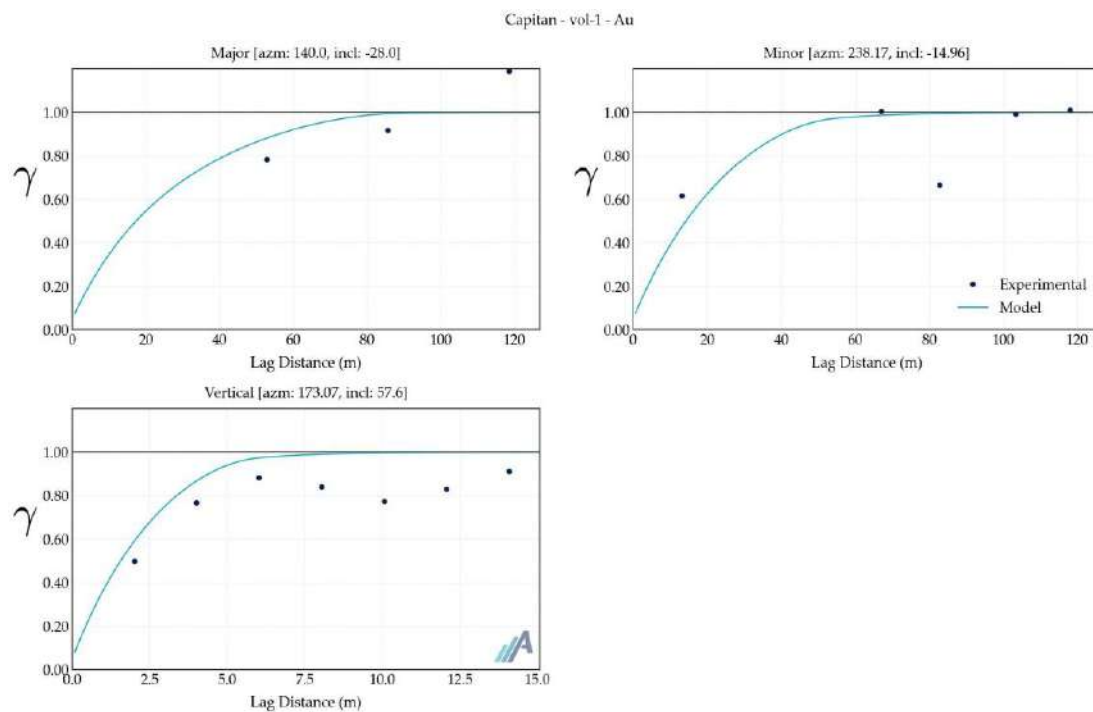 Capitan - vol-1 - Au
Major [azm: 140.0, incl: -28.0]
γ
1.00
0.80
0.60
0.40
0.20
0.00
0 20 40 60 80 100 120
Lag Distance (m)
Minor [azm: 238.17, incl: -14.96]
γ
1.00
0.80
0.60
0.40
0.20
0.00
Experimental
Model
0 20 40 60 80 100 120
Lag Distance (m)
Vertical [azm: 173.07, incl: 57.6]
γ
1.00
0.80
0.60
0.40
0.20
0.00
0.0 2.5 5.0 7.5 10.0 12.5 15.0
Lag Distance (m)
A